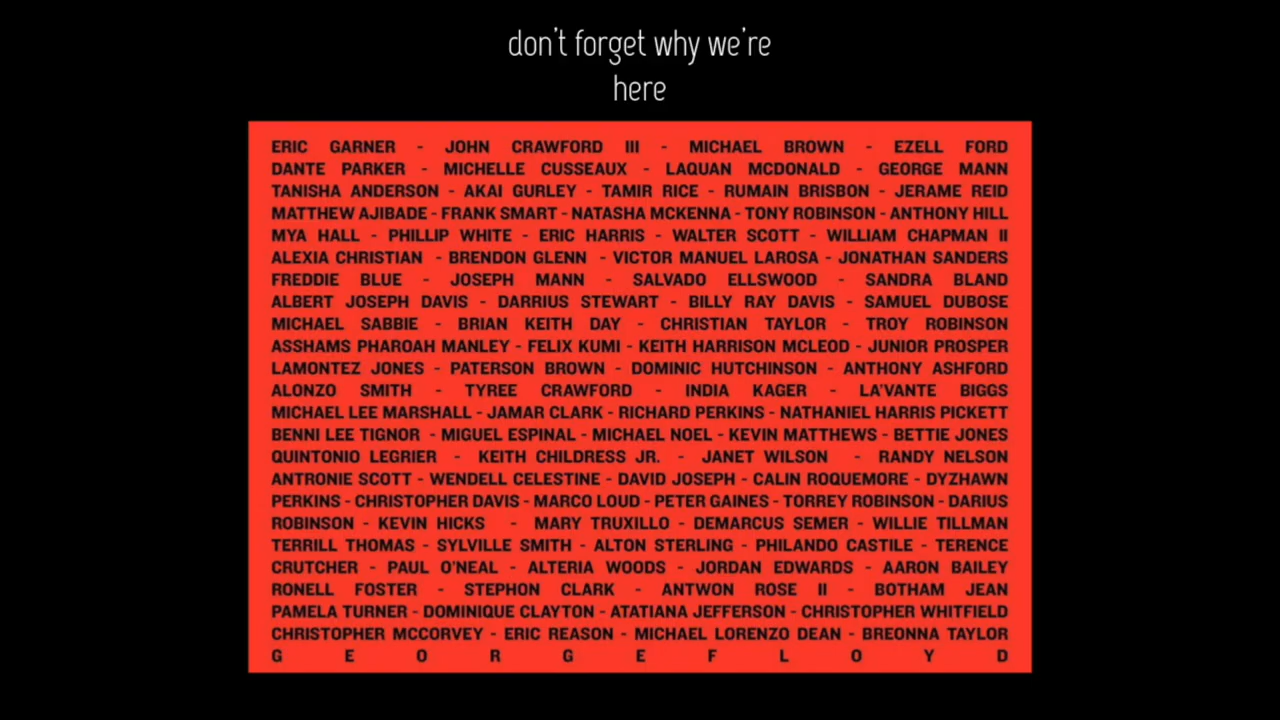 don't forget why we're
here
ERIC GARNER - JOHN CRAWFORD III - MICHAEL BROWN - EZELL FORD
DANTE PARKER - MICHELLE CUSSEAUX - LAQUAN MCDONALD - GEORGE MANN
TANISHA ANDERSON - AKAI GURLEY - TAMIR RICE - RUMAIN BRISBON - JERAME REID
MATTHEW AJIBADE - FRANK SMART - NATASHA MCKENNA - TONY ROBINSON - ANTHONY HILL
MYA HALL - PHILLIP WHITE - ERIC HARRIS - WALTER SCOTT - WILLIAM CHAPMAN II
ALEXIA CHRISTIAN - BRENDON GLENN - VICTOR MANUEL LAROSA - JONATHAN SANDERS
FREDDIE BLUE - JOSEPH MANN - SALVADO ELLSWOOD - SANDRA BLAND
ALBERT JOSEPH DAVIS - DARRIUS STEWART - BILLY RAY DAVIS - SAMUEL DUBOSE
MICHAEL SABBIE - BRIAN KEITH DAY - CHRISTIAN TAYLOR - TROY ROBINSON
ASSHAMS PHAROAH MANLEY - FELIX KUMI - KEITH HARRISON MCLEOD - JUNIOR PROSPER
LAMONTEZ JONES - PATERSON BROWN - DOMINIC HUTCHINSON - ANTHONY ASHFORD
ALONZO SMITH - TYREE CRAWFORD - INDIA KAGER - LA'VANTE BIGGS
MICHAEL LEE MARSHALL - JAMAR CLARK - RICHARD PERKINS - NATHANIEL HARRIS PICKETT
BENNI LEE TIGNOR - MIGUEL ESPINAL - MICHAEL NOEL - KEVIN MATTHEWS - BETTIE JONES
QUINTONIO LEGRIER - KEITH CHILDRESS JR. - JANET WILSON - RANDY NELSON
ANTRONIE SCOTT - WENDELL CELESTINE - DAVID JOSEPH - CALIN ROQUEMORE - DYZHAWN
PERKINS - CHRISTOPHER DAVIS - MARCO LOUD - PETER GAINES - TORREY ROBINSON - DARIUS
ROBINSON - KEVIN HICKS - MARY TRUXILLO - DEMARCUS SEMER - WILLIE TILLMAN
TERRILL THOMAS - SYLVILLE SMITH - ALTON STERLING - PHILANDO CASTILE - TERENCE
CRUTCHER - PAUL O'NEAL - ALTERIA WOODS - JORDAN EDWARDS - AARON BAILEY
RONELL FOSTER - STEPHON CLARK - ANTWON ROSE II - BOTHAM JEAN
PAMELA TURNER - DOMINIQUE CLAYTON - ATATIANA JEFFERSON - CHRISTOPHER WHITFIELD
CHRISTOPHER MCCORVEY - ERIC REASON - MICHAEL LORENZO DEAN - BREONNA TAYLOR
G E O R G E F L O Y D